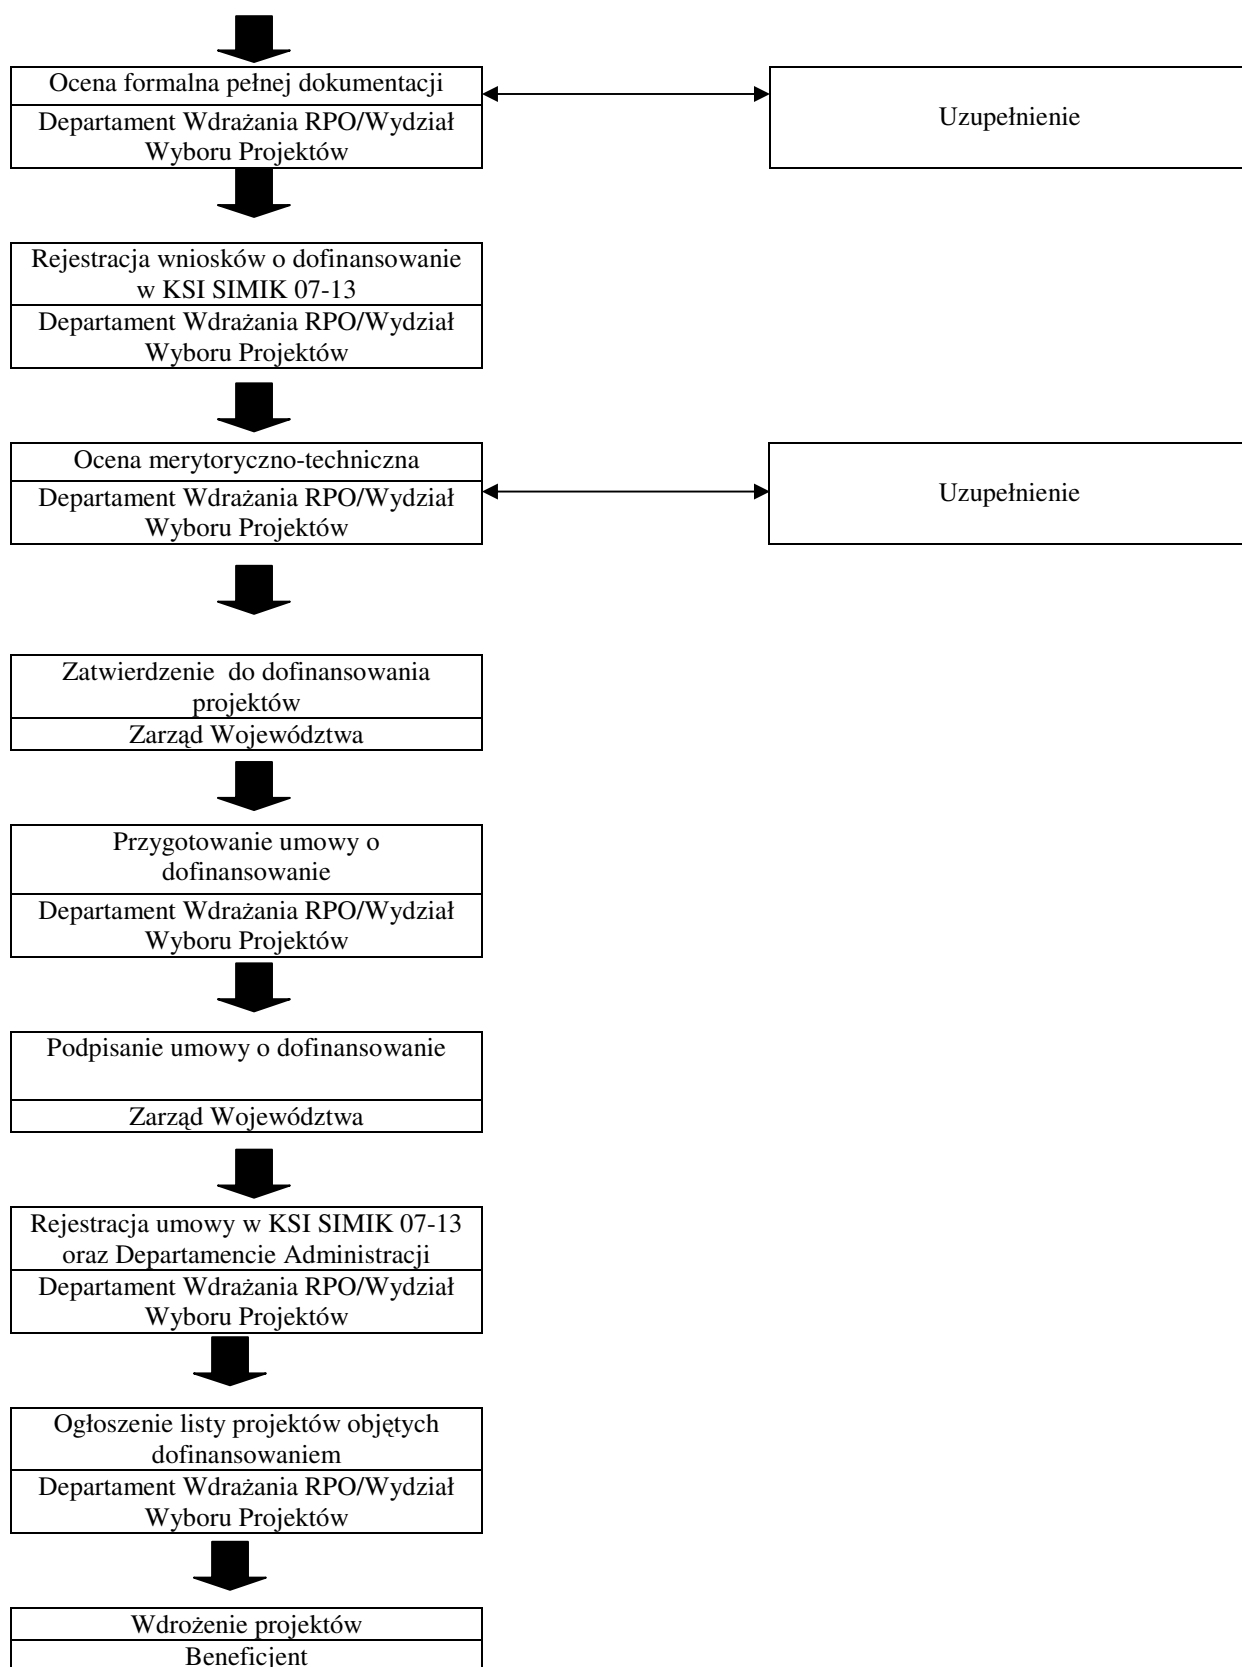 Ocena formalna pełnej dokumentacji
Departament Wdrażania RPO/Wydział
Wyboru Projektów
Uzupełnienie
Rejestracja wniosków o dofinansowanie
w KSI SIMIK 07-13
Departament Wdrażania RPO/Wydział
Wyboru Projektów
Ocena merytoryczno-techniczna
Departament Wdrażania RPO/Wydział
Wyboru Projektów
Uzupełnienie
Zatwierdzenie do dofinansowania
projektów
Zarząd Województwa
Przygotowanie umowy o
dofinansowanie
Departament Wdrażania RPO/Wydział
Wyboru Projektów
Podpisanie umowy o dofinansowanie
Zarząd Województwa
Rejestracja umowy w KSI SIMIK 07-13
oraz Departamencie Administracji
Departament Wdrażania RPO/Wydział
Wyboru Projektów
Ogłoszenie listy projektów objętych
dofinansowaniem
Departament Wdrażania RPO/Wydział
Wyboru Projektów
Wdrożenie projektów
Beneficjent